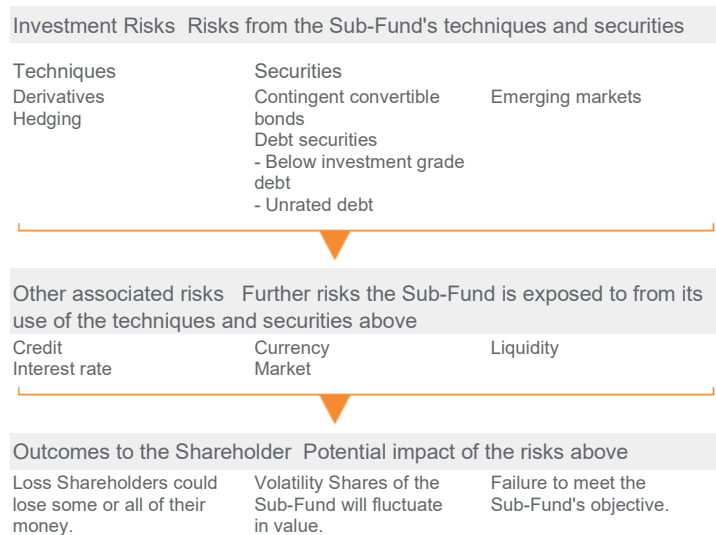 Investment Risks Risks from the Sub-Fund's techniques and securities
Techniques
Derivatives
Hedging
Securities
Contingent convertible
bonds
Debt securities
- Below investment grade
debt
- Unrated debt
Emerging markets
Other associated risks Further risks the Sub-Fund is exposed to from its
use of the techniques and securities above
Credit
Interest rate
Currency
Market
Liquidity
Outcomes to the Shareholder Potential impact of the risks above
Loss Shareholders could
lose some or all of their
money.
Volatility Shares of the
Sub-Fund will fluctuate
in value.
Failure to meet the
Sub-Fund's objective.